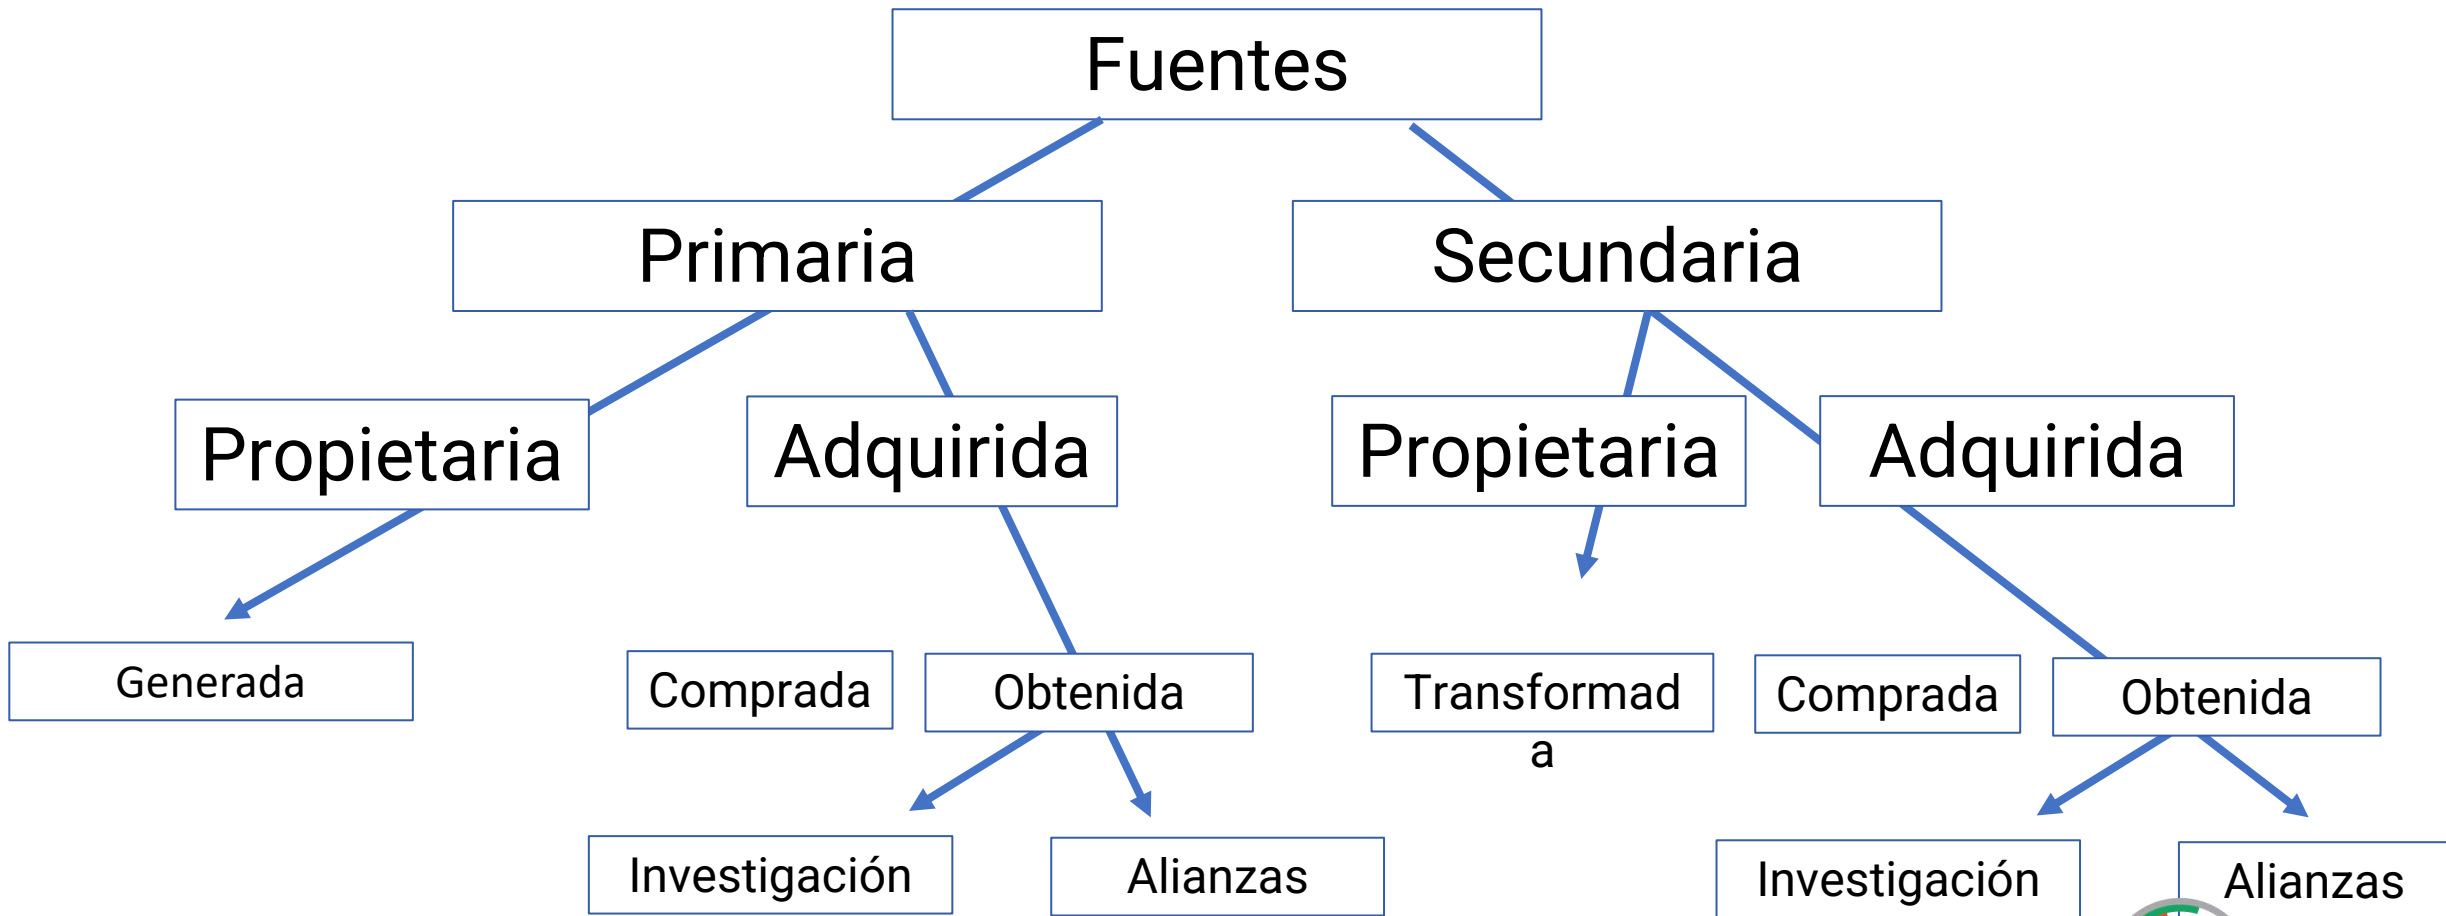 Fuentes
Primaria
Secundaria
Propietaria
Adquirida
Propietaria
Adquirida
Generada
Comprada
Obtenida
Transformad
a
Comprada
Obtenida
Investigación
Alianzas
Investigación
Alianzas